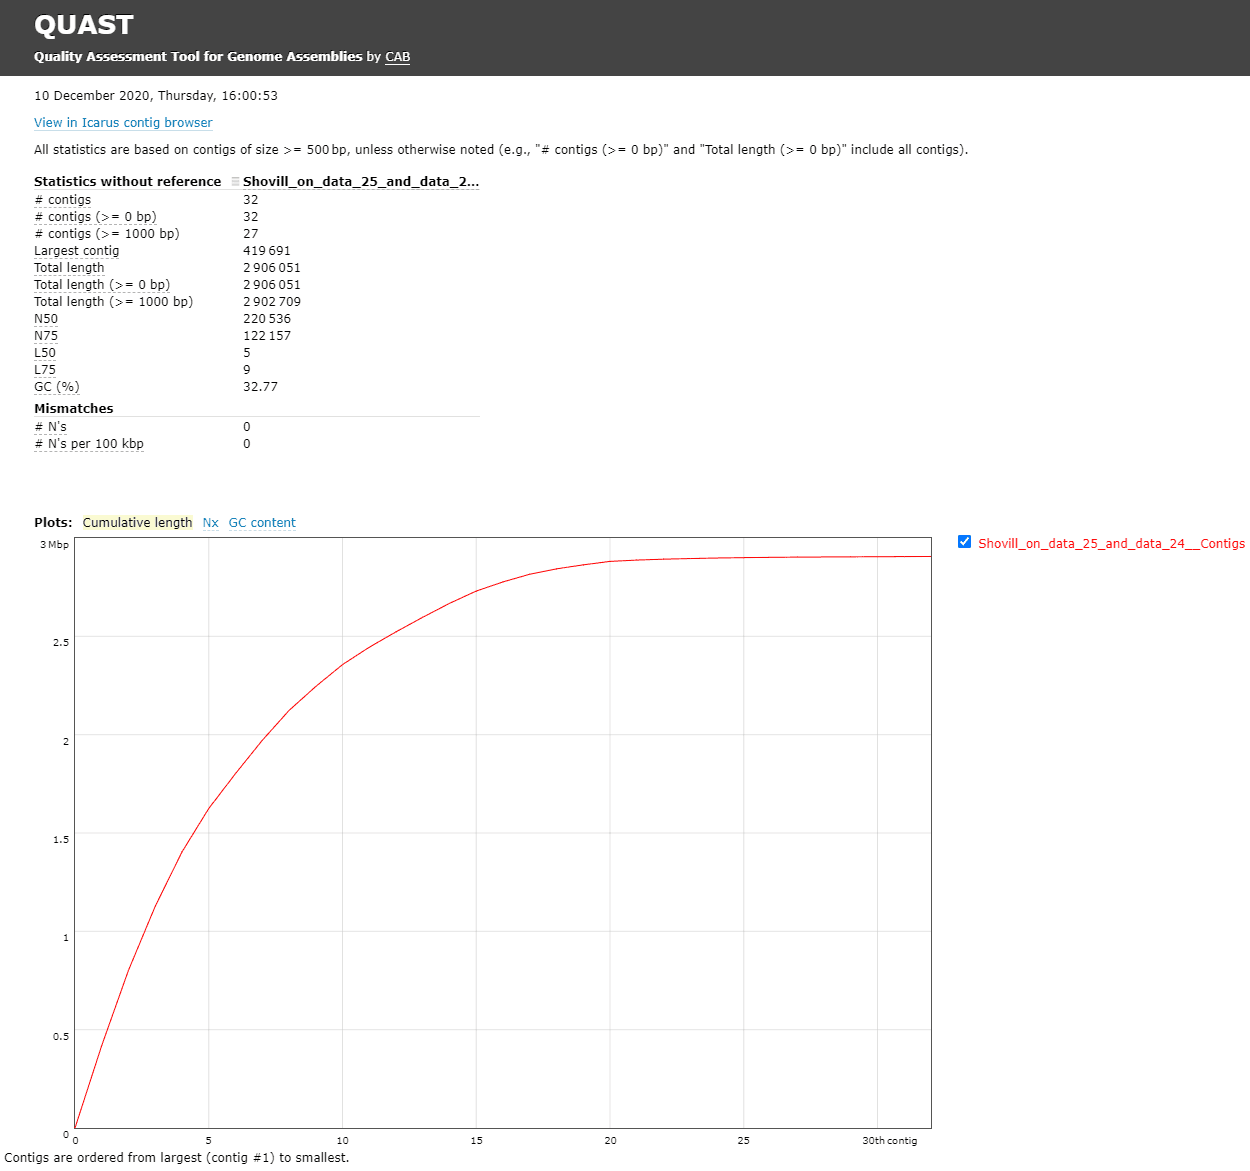 QUAST
Quality Assessment Tool for Genome Assemblies by CAB
10 December 2020, Thursday, 16:00:53
View in Icarus contig browser
All statistics are based on contigs of size >= 500 bp, unless otherwise noted (e.g., "# contigs (>= 0 bp)" and "Total length (>= 0 bp)" include all contigs).
Statistics without reference Shovill_on_data_25_and_data_2...
# contigs 32
# contigs (>= 0 bp) 32
# contigs (>= 1000 bp) 27
Largest contig 419 691
Total length 2 906 051
Total length (>= 0 bp) 2 906 051
Total length (>= 1000 bp) 2 902 709
N50 220 536
N75 122 157
L50 5
L75 9
GC (%) 32.77
Mismatches
# N's 0
# N's per 100 kbp 0
Plots: Cumulative length Nx GC content
3 Mbp
2.5
2
1.5
1
0.5
0
0 5 10 15 20 25 30th contig
Shovill_on_data_25_and_data_24__Contigs
Contigs are ordered from largest (contig #1) to smallest.